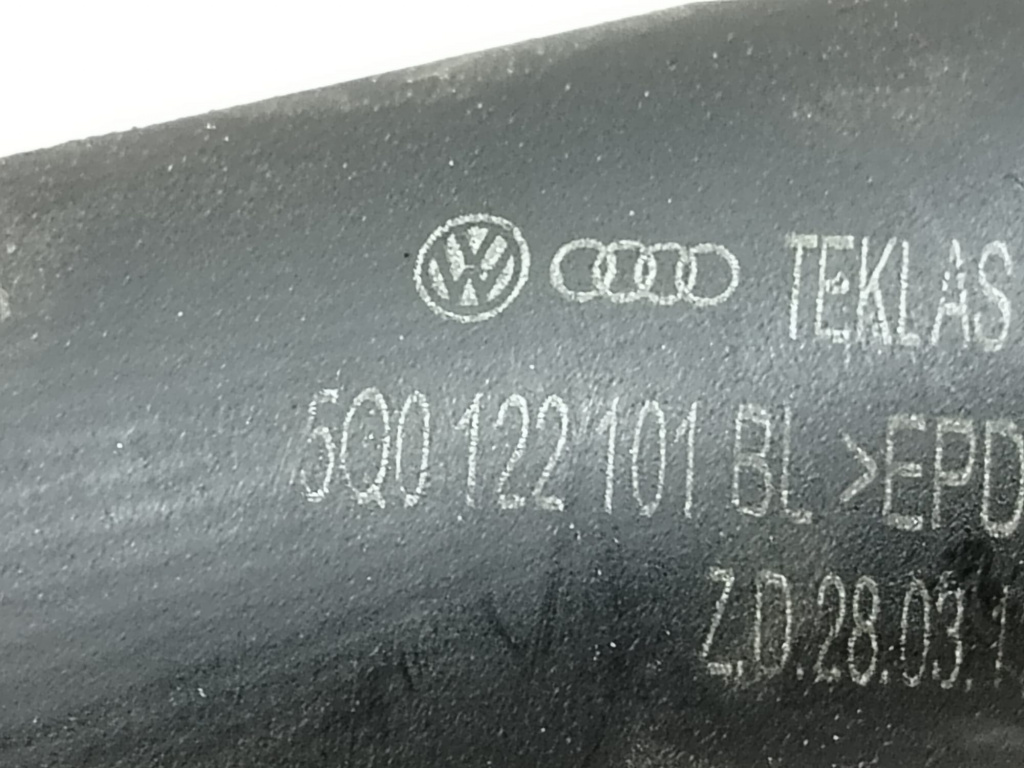 TEKLAS
5Q0 122 101 BL >EPD
Z.D.28.03.1